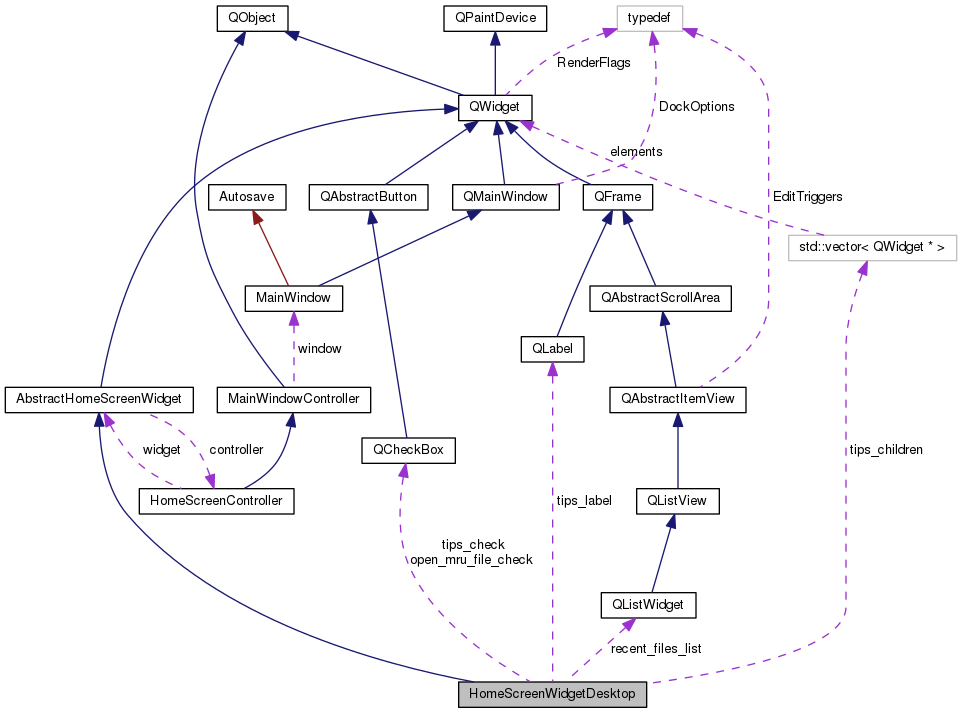 QObject
QPaintDevice
typedef
RenderFlags
QWidget
DockOptions
elements
Autosave
QAbstractButton
QMainWindow
QFrame
EditTriggers
std::vector< QWidget * >
MainWindow
QAbstractScrollArea
window
QLabel
AbstractHomeScreenWidget
MainWindowController
QAbstractItemView
widget
controller
QCheckBox
tips_children
HomeScreenController
tips_label
QListView
tips_check
open_mru_file_check
QListWidget
recent_files_list
HomeScreenWidgetDesktop